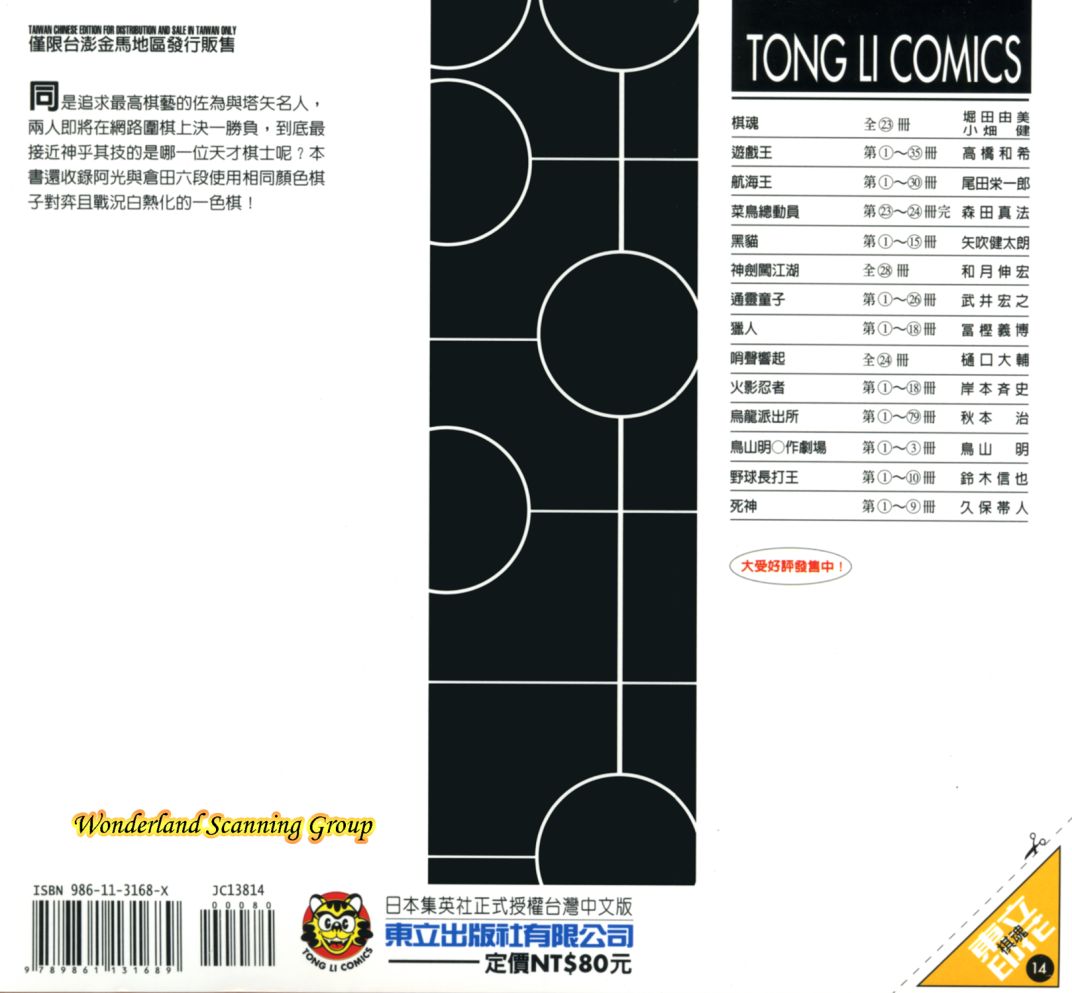 TAIWAN CHINESE EDITION FOR DISTRIBUTION AND SALE IN TAIWAN ONLY
僅限台澎金馬地區發行販售
同是追求最高棋藝的佐為與塔矢名人，
兩人即將在網路圍棋上決一勝負，到底最
接近神乎其技的是哪一位天才棋士呢？本
書還收錄阿光與倉田六段使用相同顏色棋
子對弈且戰況白熱化的一色棋！
Wonderland Scanning Group
ISBN 986-11-3168-X
9 789861 131689
JC13814
00080
TONG LI COMICS
日本集英社正式授權台灣中文版
東立出版社有限公司
定價NT$80元
TONG LI COMICS
棋魂 全㉓冊 堀田由美 小畑健
遊戲王 第①～㉟冊 高橋和希
航海王 第①～㉚冊 尾田栄一郎
菜鳥總動員 第㉓～㉔冊完 森田真法
黑貓 第①～⑮冊 矢吹健太朗
神劍闖江湖 全㉘冊 和月伸宏
通靈童子 第①～㉖冊 武井宏之
獵人 第①～⑱冊 冨樫義博
哨聲響起 全㉔冊 樋口大輔
火影忍者 第①～⑱冊 岸本斉史
烏龍派出所 第①～79冊 秋本治
鳥山明○作劇場 第①～③冊 鳥山明
野球長打王 第①～⑩冊 鈴木信也
死神 第①～⑨冊 久保帯人
大受好評發售中！
東立
印花
棋魂
14